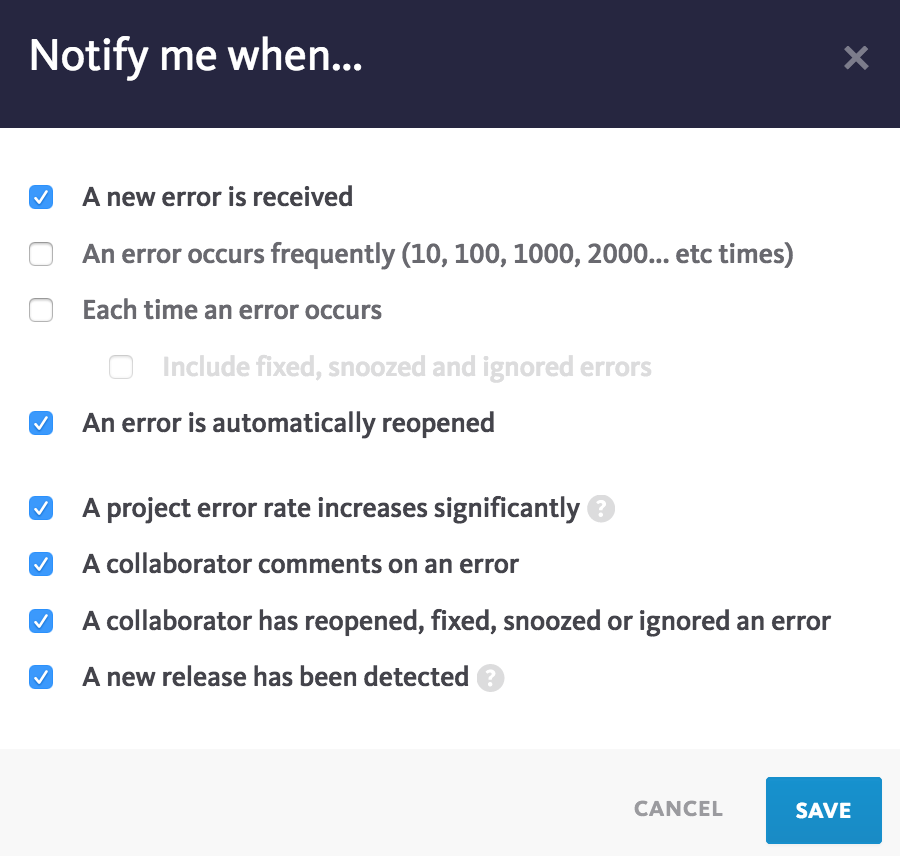 Notify me when...
A new error is received
An error occurs frequently (10, 100, 1000, 2000... etc times)
Each time an error occurs
Include fixed, snoozed and ignored errors
An error is automatically reopened
A project error rate increases significantly ?
A collaborator comments on an error
A collaborator has reopened, fixed, snoozed or ignored an error
A new release has been detected ?
CANCEL SAVE